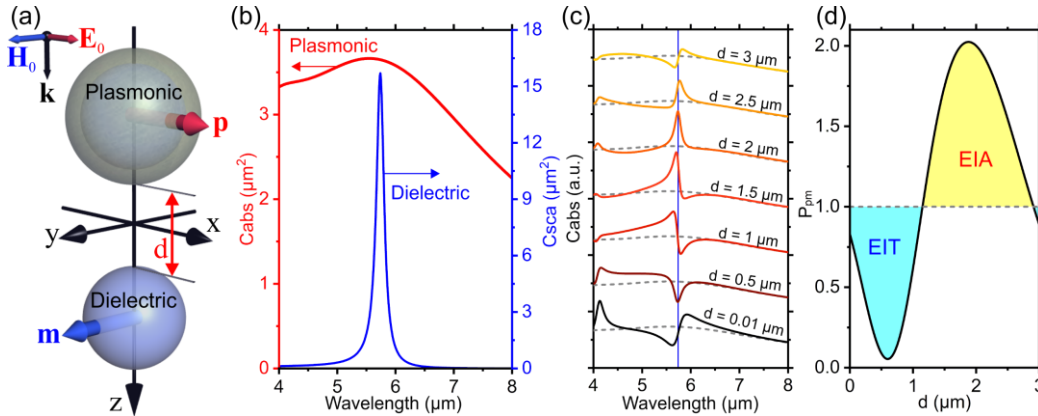 (a)
E₀
H₀
k
Plasmonic
p
x
y
d
Dielectric
m
z
(b)
4
3
2
1
0
Cabs (μm²)
Plasmonic
Dielectric
18
15
12
9
6
3
0
Csca (μm²)
4 5 6 7 8
Wavelength (μm)
(c)
Cabs (a.u.)
d = 3 μm
d = 2.5 μm
d = 2 μm
d = 1.5 μm
d = 1 μm
d = 0.5 μm
d = 0.01 μm
4 5 6 7 8
Wavelength (μm)
(d)
2.0
1.5
1.0
0.5
0.0
Ppm
EIA
EIT
0 1 2 3
d (μm)